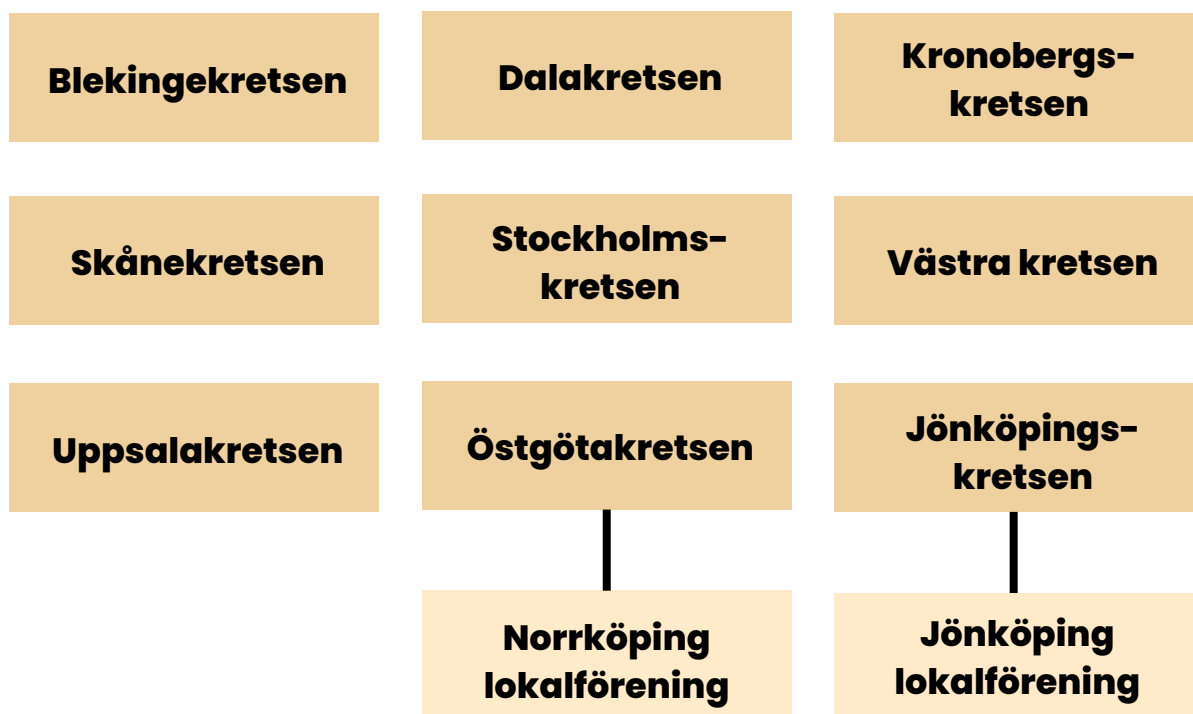 Blekingekretsen
Dalakretsen
Kronobergs-
kretsen
Skånekretsen
Stockholms-
kretsen
Västra kretsen
Uppsalakretsen
Östgötakretsen
Jönköpings-
kretsen
Norrköping
lokalförening
Jönköping
lokalförening